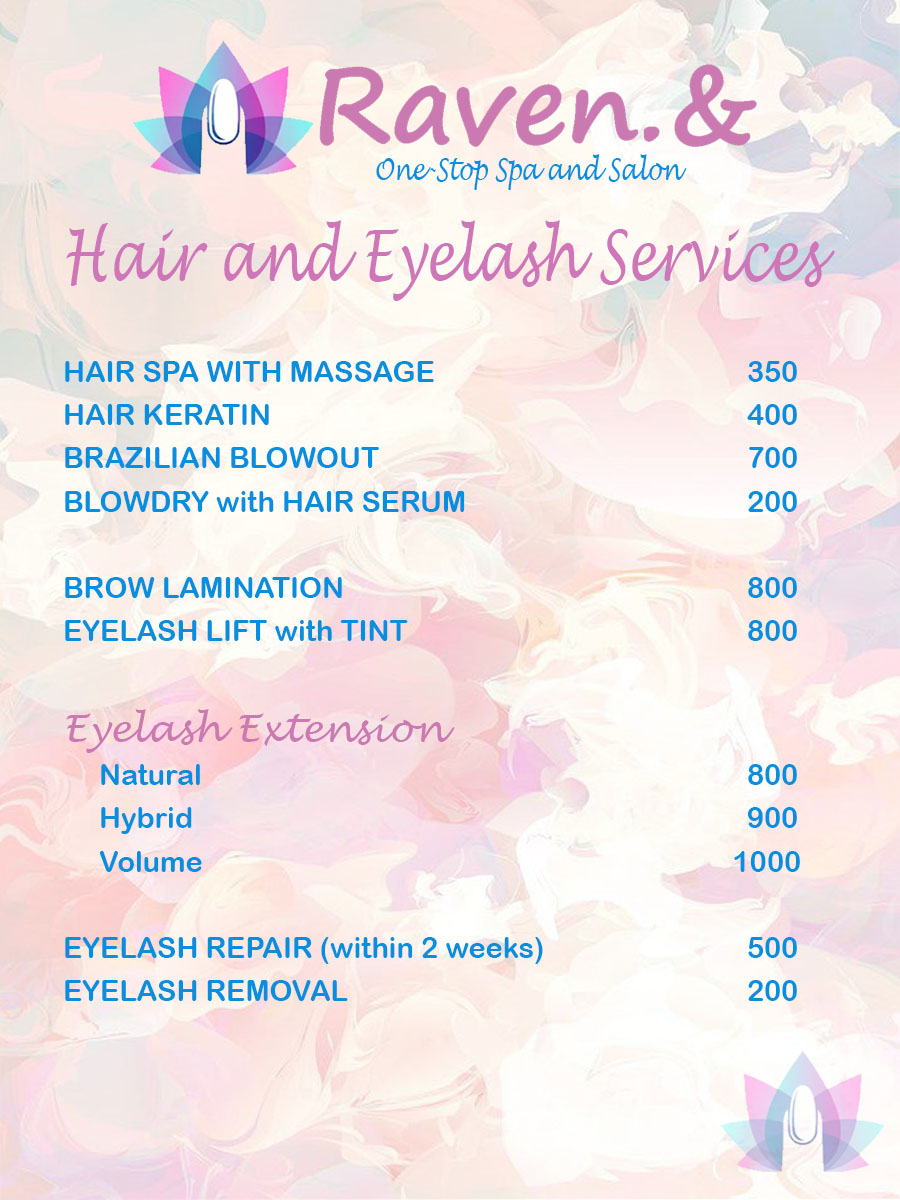 Raven.&
One-Stop Spa and Salon
Hair and Eyelash Services
HAIR SPA WITH MASSAGE 350
HAIR KERATIN 400
BRAZILIAN BLOWOUT 700
BLOWDRY with HAIR SERUM 200
BROW LAMINATION 800
EYELASH LIFT with TINT 800
Eyelash Extension
Natural 800
Hybrid 900
Volume 1000
EYELASH REPAIR (within 2 weeks) 500
EYELASH REMOVAL 200